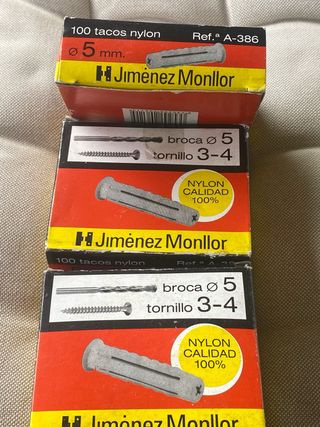 100 tacos nylon Ref.ª A-386
Ø 5 mm.
Jiménez Monllor
broca Ø 5
tornillo 3-4
NYLON
CALIDAD
100%
Jiménez Monllor
100 tacos nylon Ref.ª A-
broca Ø 5
tornillo 3-4
NYLON
CALIDAD
100%
Jiménez Monllor